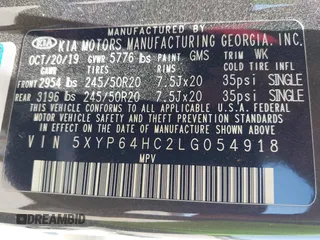 MANUFACTURED BY
KIA KIA MOTORS MANUFACTURING GEORGIA, INC.
OCT/20/19 GVWR 5776 lbs PAINT GMS TRIM WK
GAWR TIRES RIMS COLD TIRE PRESSURE
FRONT 2954 lbs 245/50R20 7.5Jx20 35psi SINGLE
REAR 3196 lbs 245/50R20 7.5Jx20 35psi SINGLE
THIS VEHICLE CONFORMS TO ALL APPLICABLE U.S.A. FEDERAL
MOTOR VEHICLE SAFETY AND THEFT PREVENTION STANDARDS
IN EFFECT ON THE DATE OF MANUFACTURE SHOWN ABOVE.
VIN 5XYP64HC2LG054918
MPV
DREAMBID